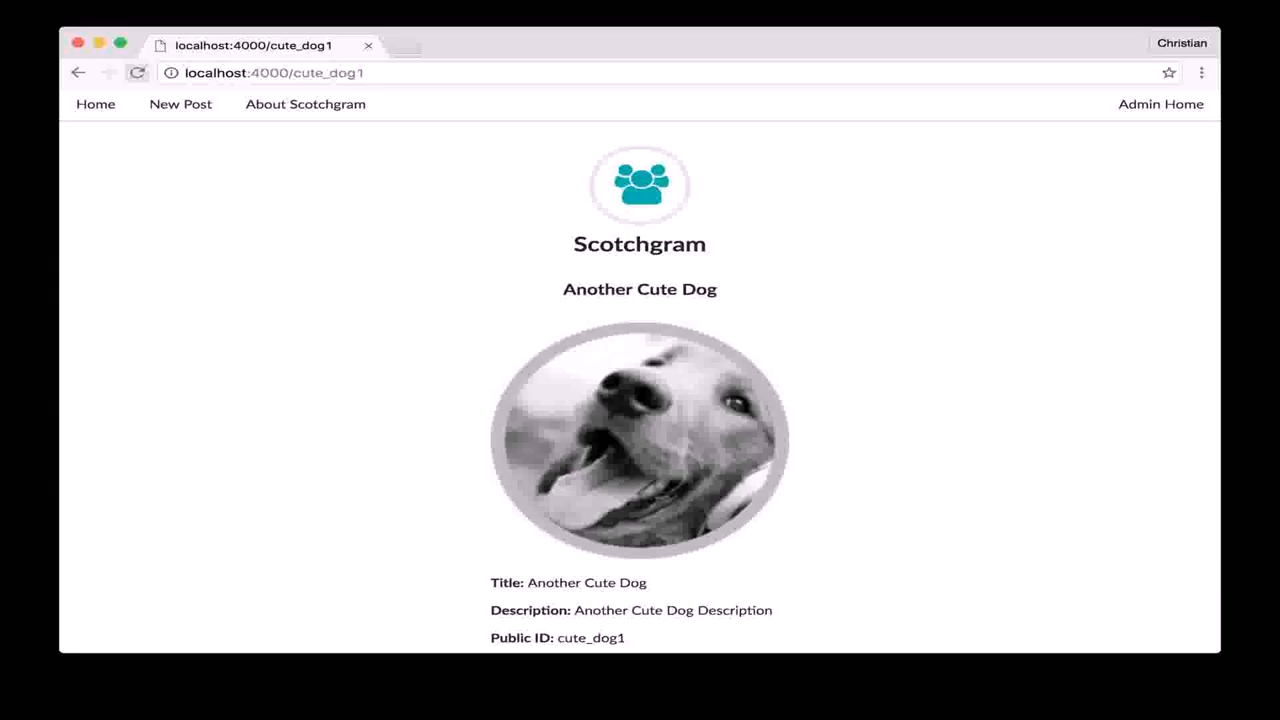 localhost:4000/cute_dog1
Christian
localhost:4000/cute_dog1
Home New Post About Scotchgram Admin Home
Scotchgram
Another Cute Dog
Title: Another Cute Dog
Description: Another Cute Dog Description
Public ID: cute_dog1